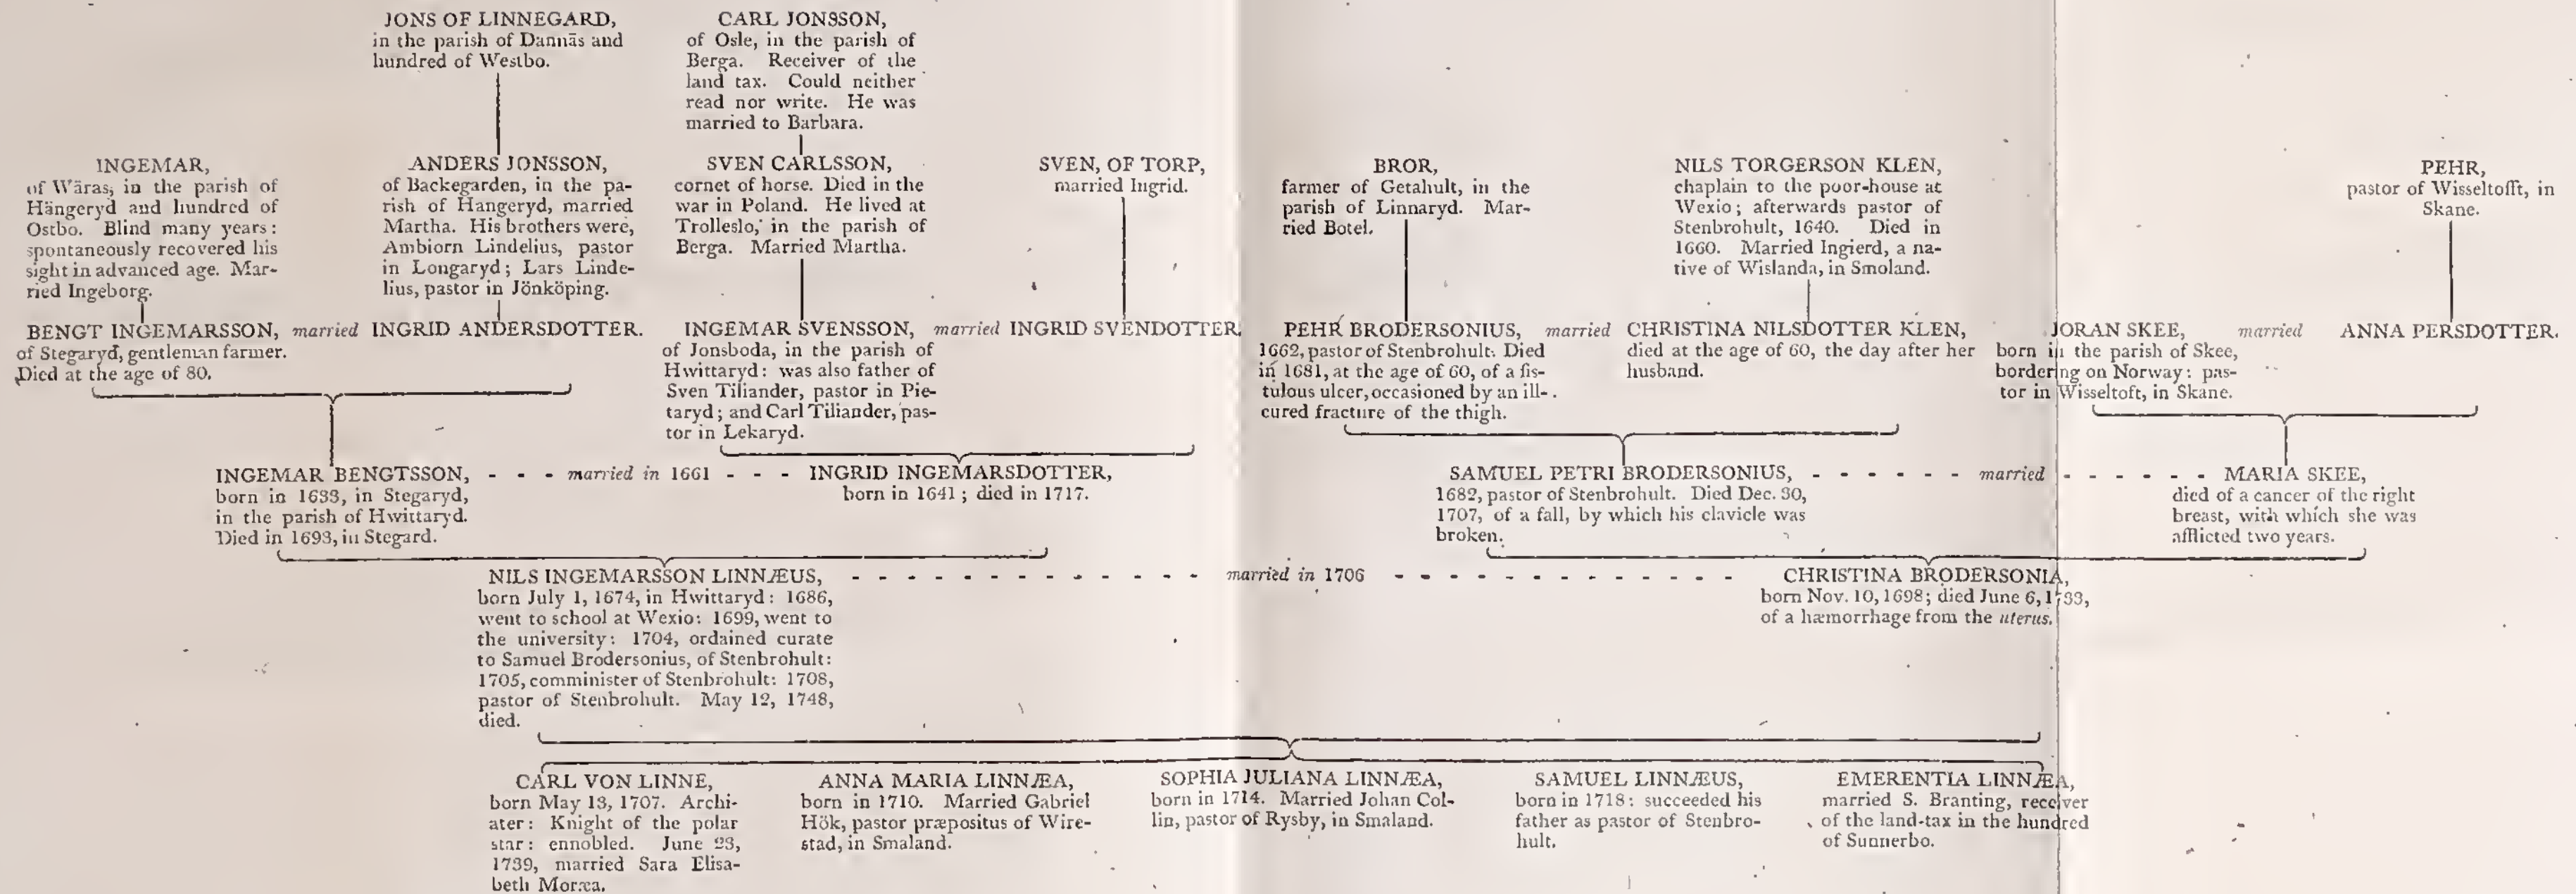 JONS OF LINNEGARD,
in the parish of Dannäs and
hundred of Westbo.
CARL JONSSON,
of Osle, in the parish of
Berga. Receiver of the
land tax. Could neither
read nor write. He was
married to Barbara.
INGEMAR,
of Wäras, in the parish of
Hängeryd and hundred of
Ostbo. Blind many years:
spontaneously recovered his
sight in advanced age. Mar-
ried Ingeborg.
ANDERS JONSSON,
of Backegarden, in the pa-
rish of Hangeryd, married
Martha. His brothers were,
Ambiorn Lindelius, pastor
in Longaryd; Lars Linde-
lius, pastor in Jönköping.
SVEN CARLSSON,
cornet of horse. Died in the
war in Poland. He lived at
Trolleslo, in the parish of
Berga. Married Martha.
SVEN, OF TORP,
married Ingrid.
BROR,
farmer of Getahult, in the
parish of Linnaryd. Mar-
ried Botel.
NILS TORGERSON KLEN,
chaplain to the poor-house at
Wexio; afterwards pastor of
Stenbrohult, 1640. Died in
1660. Married Ingierd, a na-
tive of Wislanda, in Smoland.
PEHR,
pastor of Wisseltofft, in
Skane.
BENGT INGEMARSSON, married INGRID ANDERSDOTTER.
of Stegaryd, gentleman farmer.
Died at the age of 80.
INGEMAR SVENSSON, married INGRID SVENDOTTER.
of Jonsboda, in the parish of
Hwittaryd: was also father of
Sven Tiliander, pastor in Pie-
taryd; and Carl Tiliander, pas-
tor in Lekaryd.
PEHR BRODERSONIUS, married CHRISTINA NILSDOTTER KLEN,
1662, pastor of Stenbrohult. Died
in 1681, at the age of 60, of a fis-
tulous ulcer, occasioned by an ill-
cured fracture of the thigh.
died at the age of 60, the day after her
husband.
JORAN SKEE, married ANNA PERSDOTTER.
born in the parish of Skee,
bordering on Norway: pas-
tor in Wisseltoft, in Skane.
INGEMAR BENGTSSON, - - - married in 1661 - - - INGRID INGEMARSDOTTER,
born in 1633, in Stegaryd,
in the parish of Hwittaryd.
Died in 1693, in Stegard.
born in 1641; died in 1717.
SAMUEL PETRI BRODERSONIUS, - - - - - - married - - - - - - MARIA SKEE,
1682, pastor of Stenbrohult. Died Dec. 30,
1707, of a fall, by which his clavicle was
broken.
died of a cancer of the right
breast, with which she was
afflicted two years.
NILS INGEMARSSON LINNÆUS, - - - - - - - - - - - - - married in 1706 - - - - - - - - - - - - - CHRISTINA BRODERSONIA,
born July 1, 1674, in Hwittaryd: 1686,
went to school at Wexio: 1699, went to
the university: 1704, ordained curate
to Samuel Brodersonius, of Stenbrohult:
1705, comminister of Stenbrohult: 1708,
pastor of Stenbrohult. May 12, 1748,
died.
born Nov. 10, 1698; died June 6, 1733,
of a hæmorrhage from the uterus.
CARL VON LINNE,
born May 13, 1707. Archi-
ater: Knight of the polar
star: ennobled. June 23,
1739, married Sara Elisa-
beth Moræa.
ANNA MARIA LINNÆA,
born in 1710. Married Gabriel
Hök, pastor præpositus of Wire-
stad, in Smaland.
SOPHIA JULIANA LINNÆA,
born in 1714. Married Johan Col-
lin, pastor of Rysby, in Smaland.
SAMUEL LINNÆUS,
born in 1718: succeeded his
father as pastor of Stenbro-
hult.
EMERENTIA LINNÆA,
married S. Branting, receiver
of the land-tax in the hundred
of Sunnerbo.